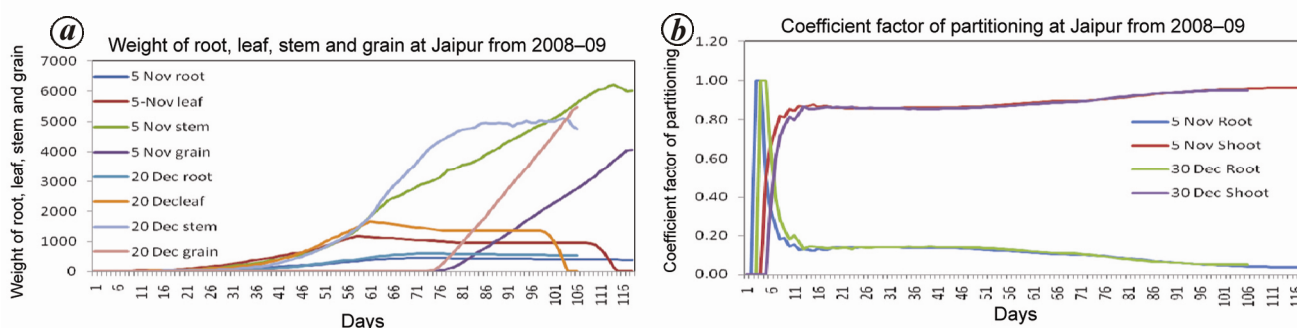 a
Weight of root, leaf, stem and grain at Jaipur from 2008–09
Weight of root, leaf, stem and grain
7000
6000
5000
4000
3000
2000
1000
0
5 Nov root
5-Nov leaf
5 Nov stem
5 Nov grain
20 Dec root
20 Decleaf
20 Dec stem
20 Dec grain
1 6 11 16 21 26 31 36 41 46 51 56 61 66 71 76 81 86 91 96 101 106 111 116
Days
b
Coefficient factor of partitioning at Jaipur from 2008–09
Coefficient factor of partitioning
1.20
1.00
0.80
0.60
0.40
0.20
0.00
5 Nov Root
5 Nov Shoot
30 Dec Root
30 Dec Shoot
1 6 11 16 21 26 31 36 41 46 51 56 61 66 71 76 81 86 91 96 101 106 111 116
Days